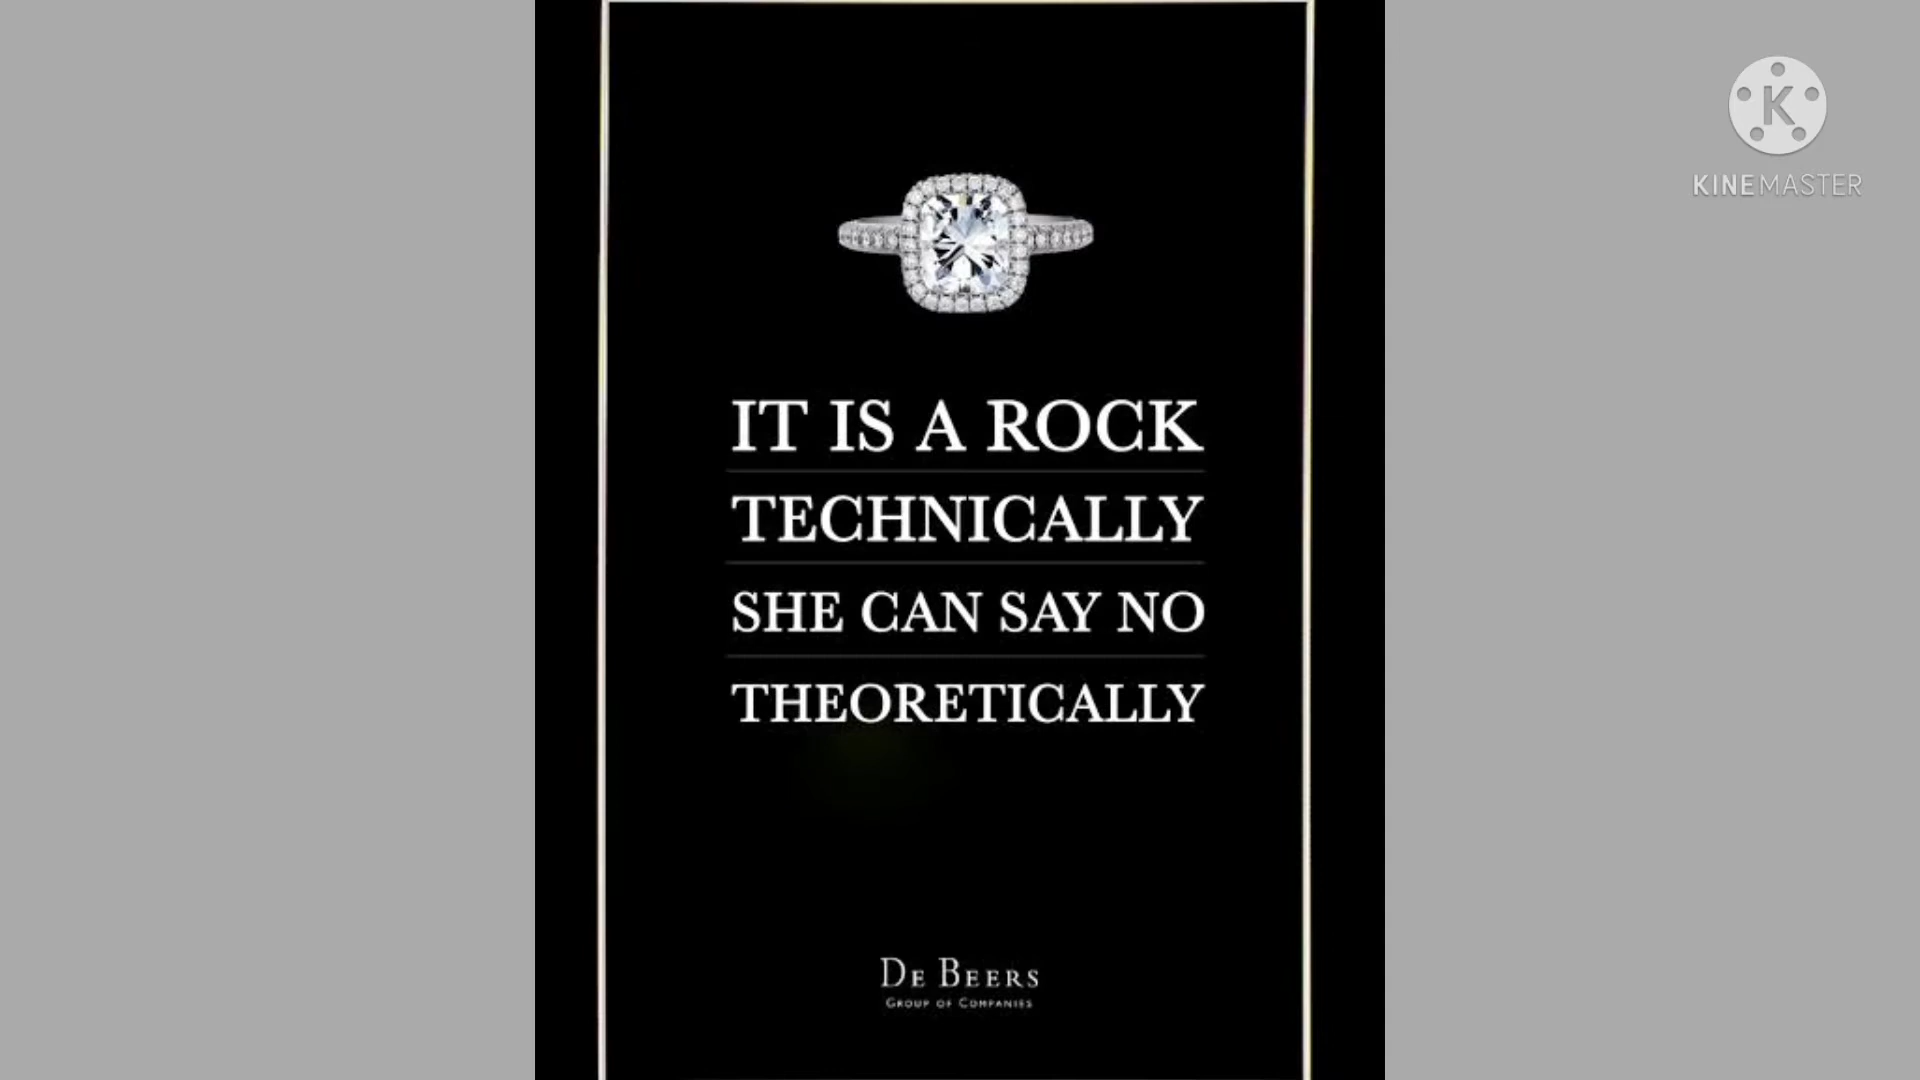 K
KINEMASTER
IT IS A ROCK
TECHNICALLY
SHE CAN SAY NO
THEORETICALLY
DE BEERS
GROUP OF COMPANIES